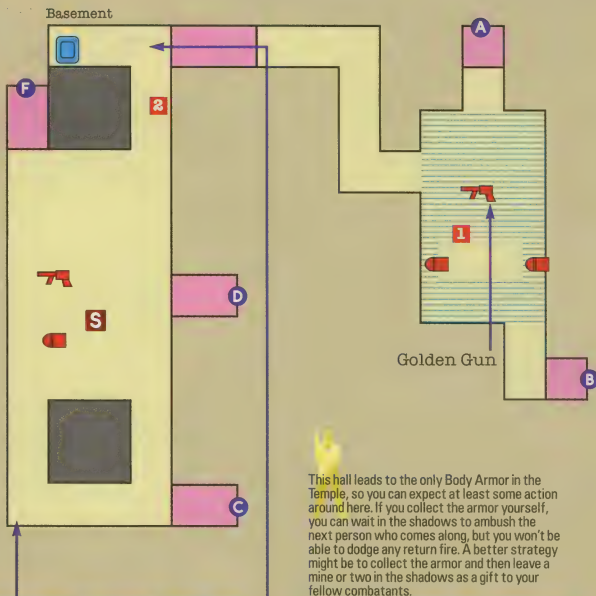 Basement
A
F
2
1
D
S
Golden Gun
B
C
This hall leads to the only Body Armor in the
Temple, so you can expect at least some action
around here. If you collect the armor yourself,
you can wait in the shadows to ambush the
next person who comes along, but you won't be
able to dodge any return fire. A better strategy
might be to collect the armor and then leave a
mine or two in the shadows as a gift to your
fellow combatants.